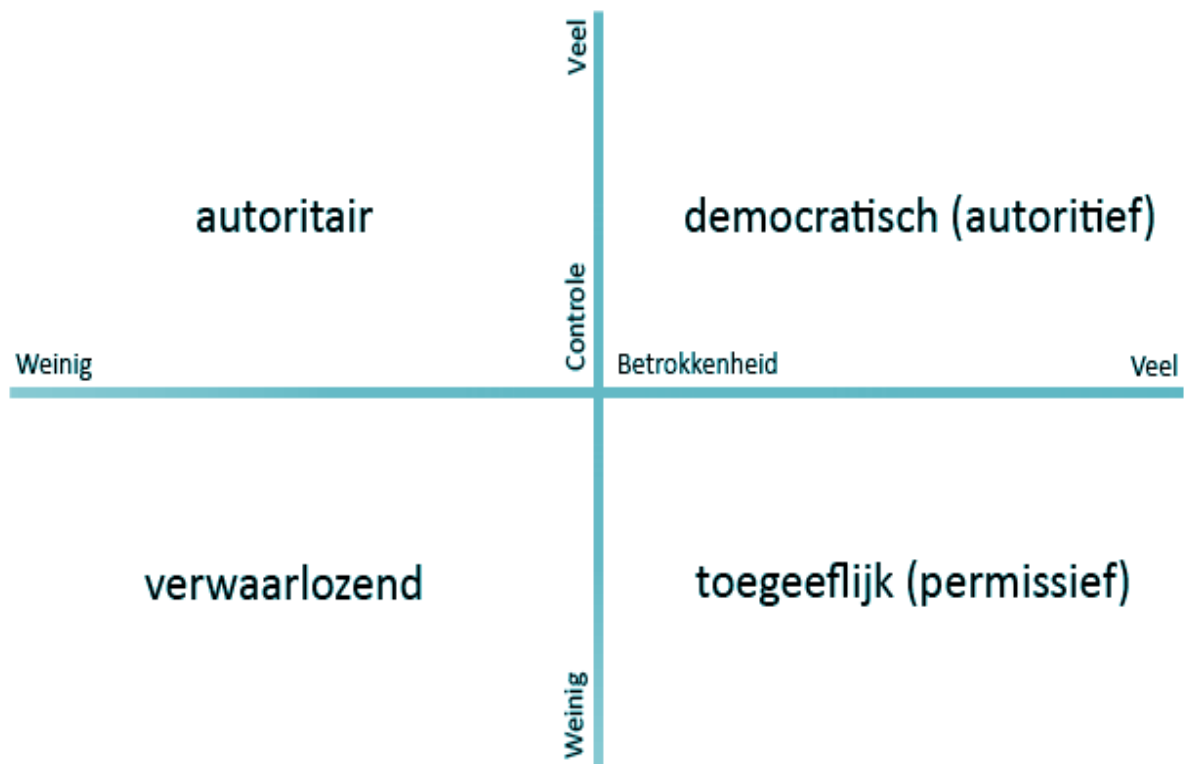 Veel
autoritair
democratisch (autoritief)
Controle
Weinig
Betrokkenheid
Veel
verwaarlozend
toegeeflijk (permissief)
Weinig